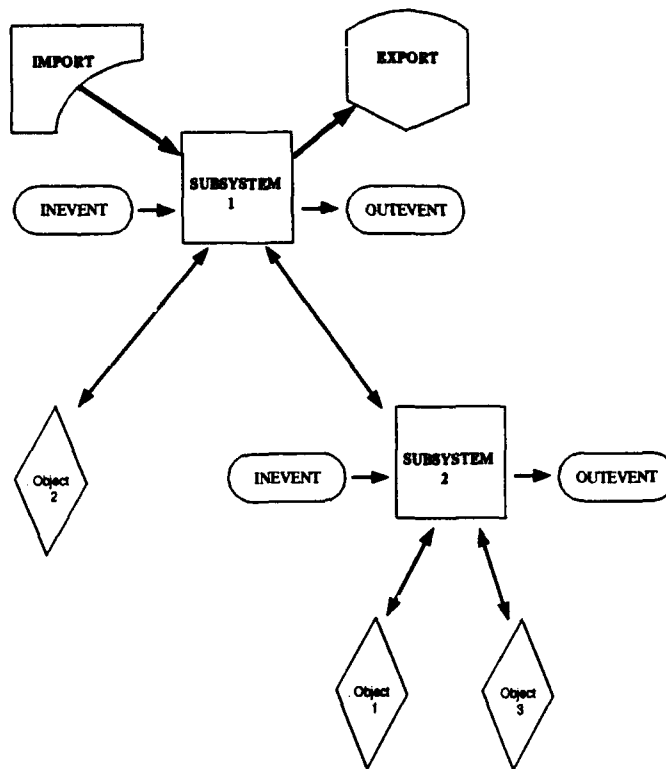 IMPORT
EXPORT
SUBSYSTEM
1
INEVENT
OUTEVENT
Object
2
SUBSYSTEM
2
INEVENT
OUTEVENT
Object
1
Object
3